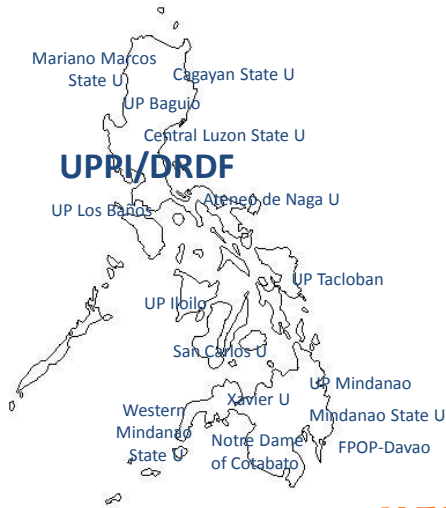 Mariano Marcos
State U
Cagayan State U
UP Baguio
Central Luzon State U
UPPI/DRDF
Ateneo de Naga U
UP Los Baños
UP Tacloban
UP Iloilo
San Carlos U
UP Mindanao
Xavier U
Western
Mindanao
State U
Mindanao State U
Notre Dame
of Cotabato
FPOP-Davao